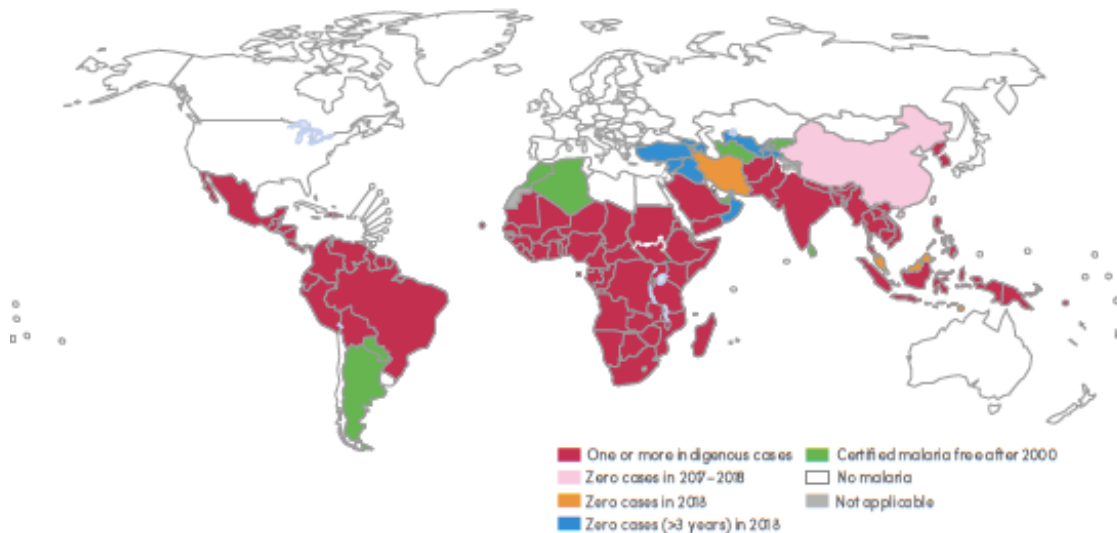 One or more indigenous cases
Zero cases in 2017–2018
Zero cases in 2018
Zero cases (>3 years) in 2018
Certified malaria free after 2000
No malaria
Not applicable